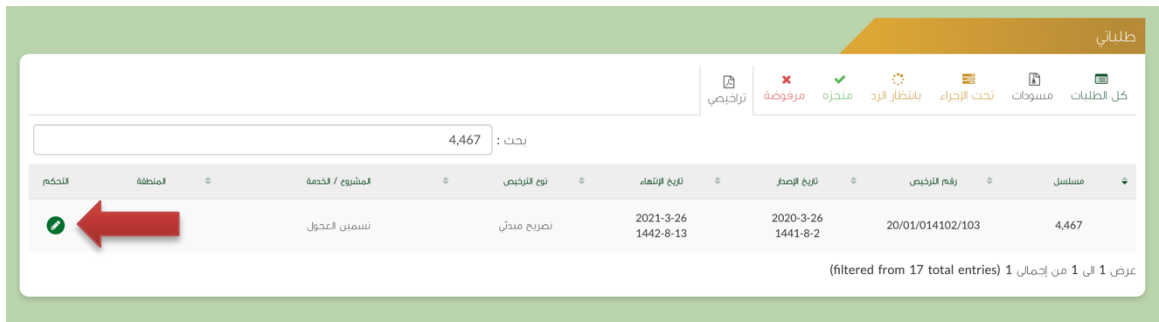 طلباتي
كل الطلبات
مسودات
تحت الإجراء
بانتظار الرد
منجزه
مرفوضة
تراخيصي
بحث : 4,467
مسلسل رقم الترخيص تاريخ الإصدار تاريخ الإنتهاء نوع الترخيص المشروع / الخدمة المنطقة التحكم
4,467 20/01/014102/103 2020-3-26 2021-3-26 تصريح مبدئي تسمين العجول
1441-8-2 1442-8-13
عرض 1 الى 1 من إجمالى 1 (filtered from 17 total entries)